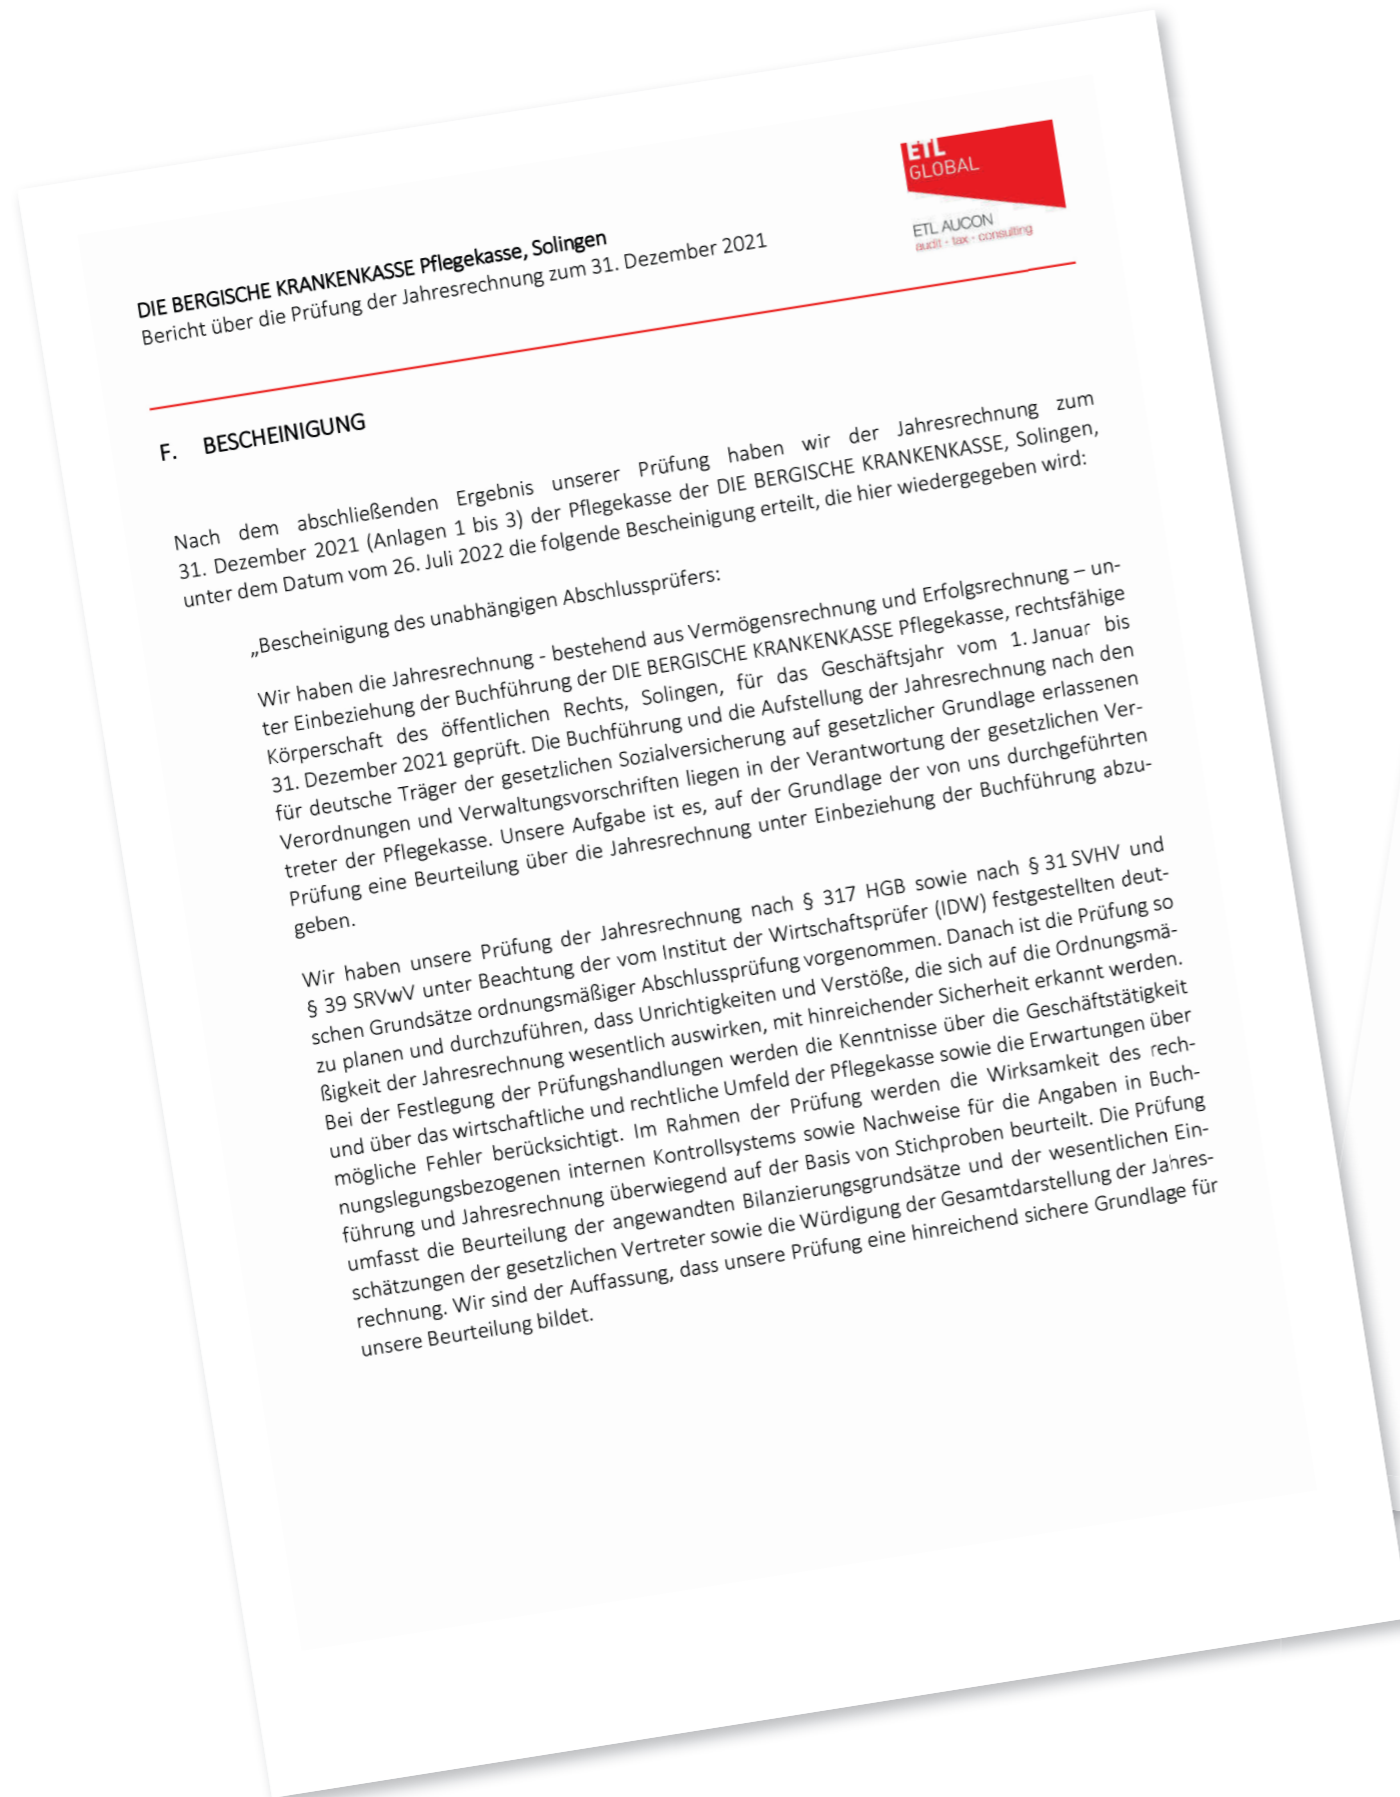 ETL
GLOBAL
ETL AUCON
audit - tax - consulting
DIE BERGISCHE KRANKENKASSE Pflegekasse, Solingen
Bericht über die Prüfung der Jahresrechnung zum 31. Dezember 2021
F. BESCHEINIGUNG
Nach dem abschließenden Ergebnis unserer Prüfung haben wir der Jahresrechnung zum
31. Dezember 2021 (Anlagen 1 bis 3) der Pflegekasse der DIE BERGISCHE KRANKENKASSE, Solingen,
unter dem Datum vom 26. Juli 2022 die folgende Bescheinigung erteilt, die hier wiedergegeben wird:
„Bescheinigung des unabhängigen Abschlussprüfers:
Wir haben die Jahresrechnung - bestehend aus Vermögensrechnung und Erfolgsrechnung – un-
ter Einbeziehung der Buchführung der DIE BERGISCHE KRANKENKASSE Pflegekasse, rechtsfähige
Körperschaft des öffentlichen Rechts, Solingen, für das Geschäftsjahr vom 1. Januar bis
31. Dezember 2021 geprüft. Die Buchführung und die Aufstellung der Jahresrechnung nach den
für deutsche Träger der gesetzlichen Sozialversicherung auf gesetzlicher Grundlage erlassenen
Verordnungen und Verwaltungsvorschriften liegen in der Verantwortung der gesetzlichen Ver-
treter der Pflegekasse. Unsere Aufgabe ist es, auf der Grundlage der von uns durchgeführten
Prüfung eine Beurteilung über die Jahresrechnung unter Einbeziehung der Buchführung abzu-
geben.
Wir haben unsere Prüfung der Jahresrechnung nach § 317 HGB sowie nach § 31 SVHV und
§ 39 SRVwV unter Beachtung der vom Institut der Wirtschaftsprüfer (IDW) festgestellten deut-
schen Grundsätze ordnungsmäßiger Abschlussprüfung vorgenommen. Danach ist die Prüfung so
zu planen und durchzuführen, dass Unrichtigkeiten und Verstöße, die sich auf die Ordnungsmä-
ßigkeit der Jahresrechnung wesentlich auswirken, mit hinreichender Sicherheit erkannt werden.
Bei der Festlegung der Prüfungshandlungen werden die Kenntnisse über die Geschäftstätigkeit
und über das wirtschaftliche und rechtliche Umfeld der Pflegekasse sowie die Erwartungen über
mögliche Fehler berücksichtigt. Im Rahmen der Prüfung werden die Wirksamkeit des rech-
nungslegungsbezogenen internen Kontrollsystems sowie Nachweise für die Angaben in Buch-
führung und Jahresrechnung überwiegend auf der Basis von Stichproben beurteilt. Die Prüfung
umfasst die Beurteilung der angewandten Bilanzierungsgrundsätze und der wesentlichen Ein-
schätzungen der gesetzlichen Vertreter sowie die Würdigung der Gesamtdarstellung der Jahres-
rechnung. Wir sind der Auffassung, dass unsere Prüfung eine hinreichend sichere Grundlage für
unsere Beurteilung bildet.